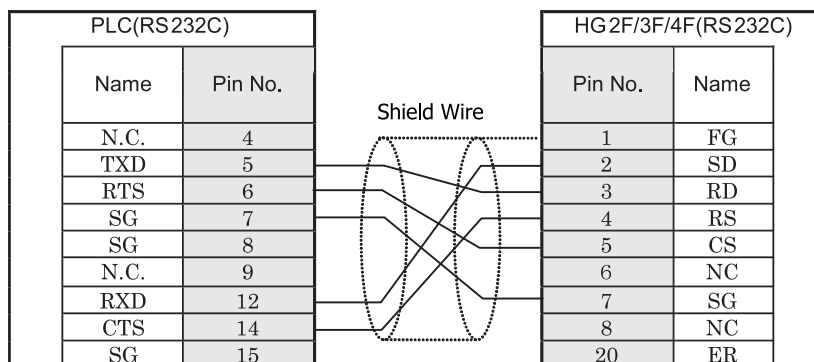 PLC(RS232C) HG2F/3F/4F(RS232C)
Name Pin No. Pin No. Name
Shield Wire
N.C. 4 1 FG
TXD 5 2 SD
RTS 6 3 RD
SG 7 4 RS
SG 8 5 CS
N.C. 9 6 NC
RXD 12 7 SG
CTS 14 8 NC
SG 15 20 ER